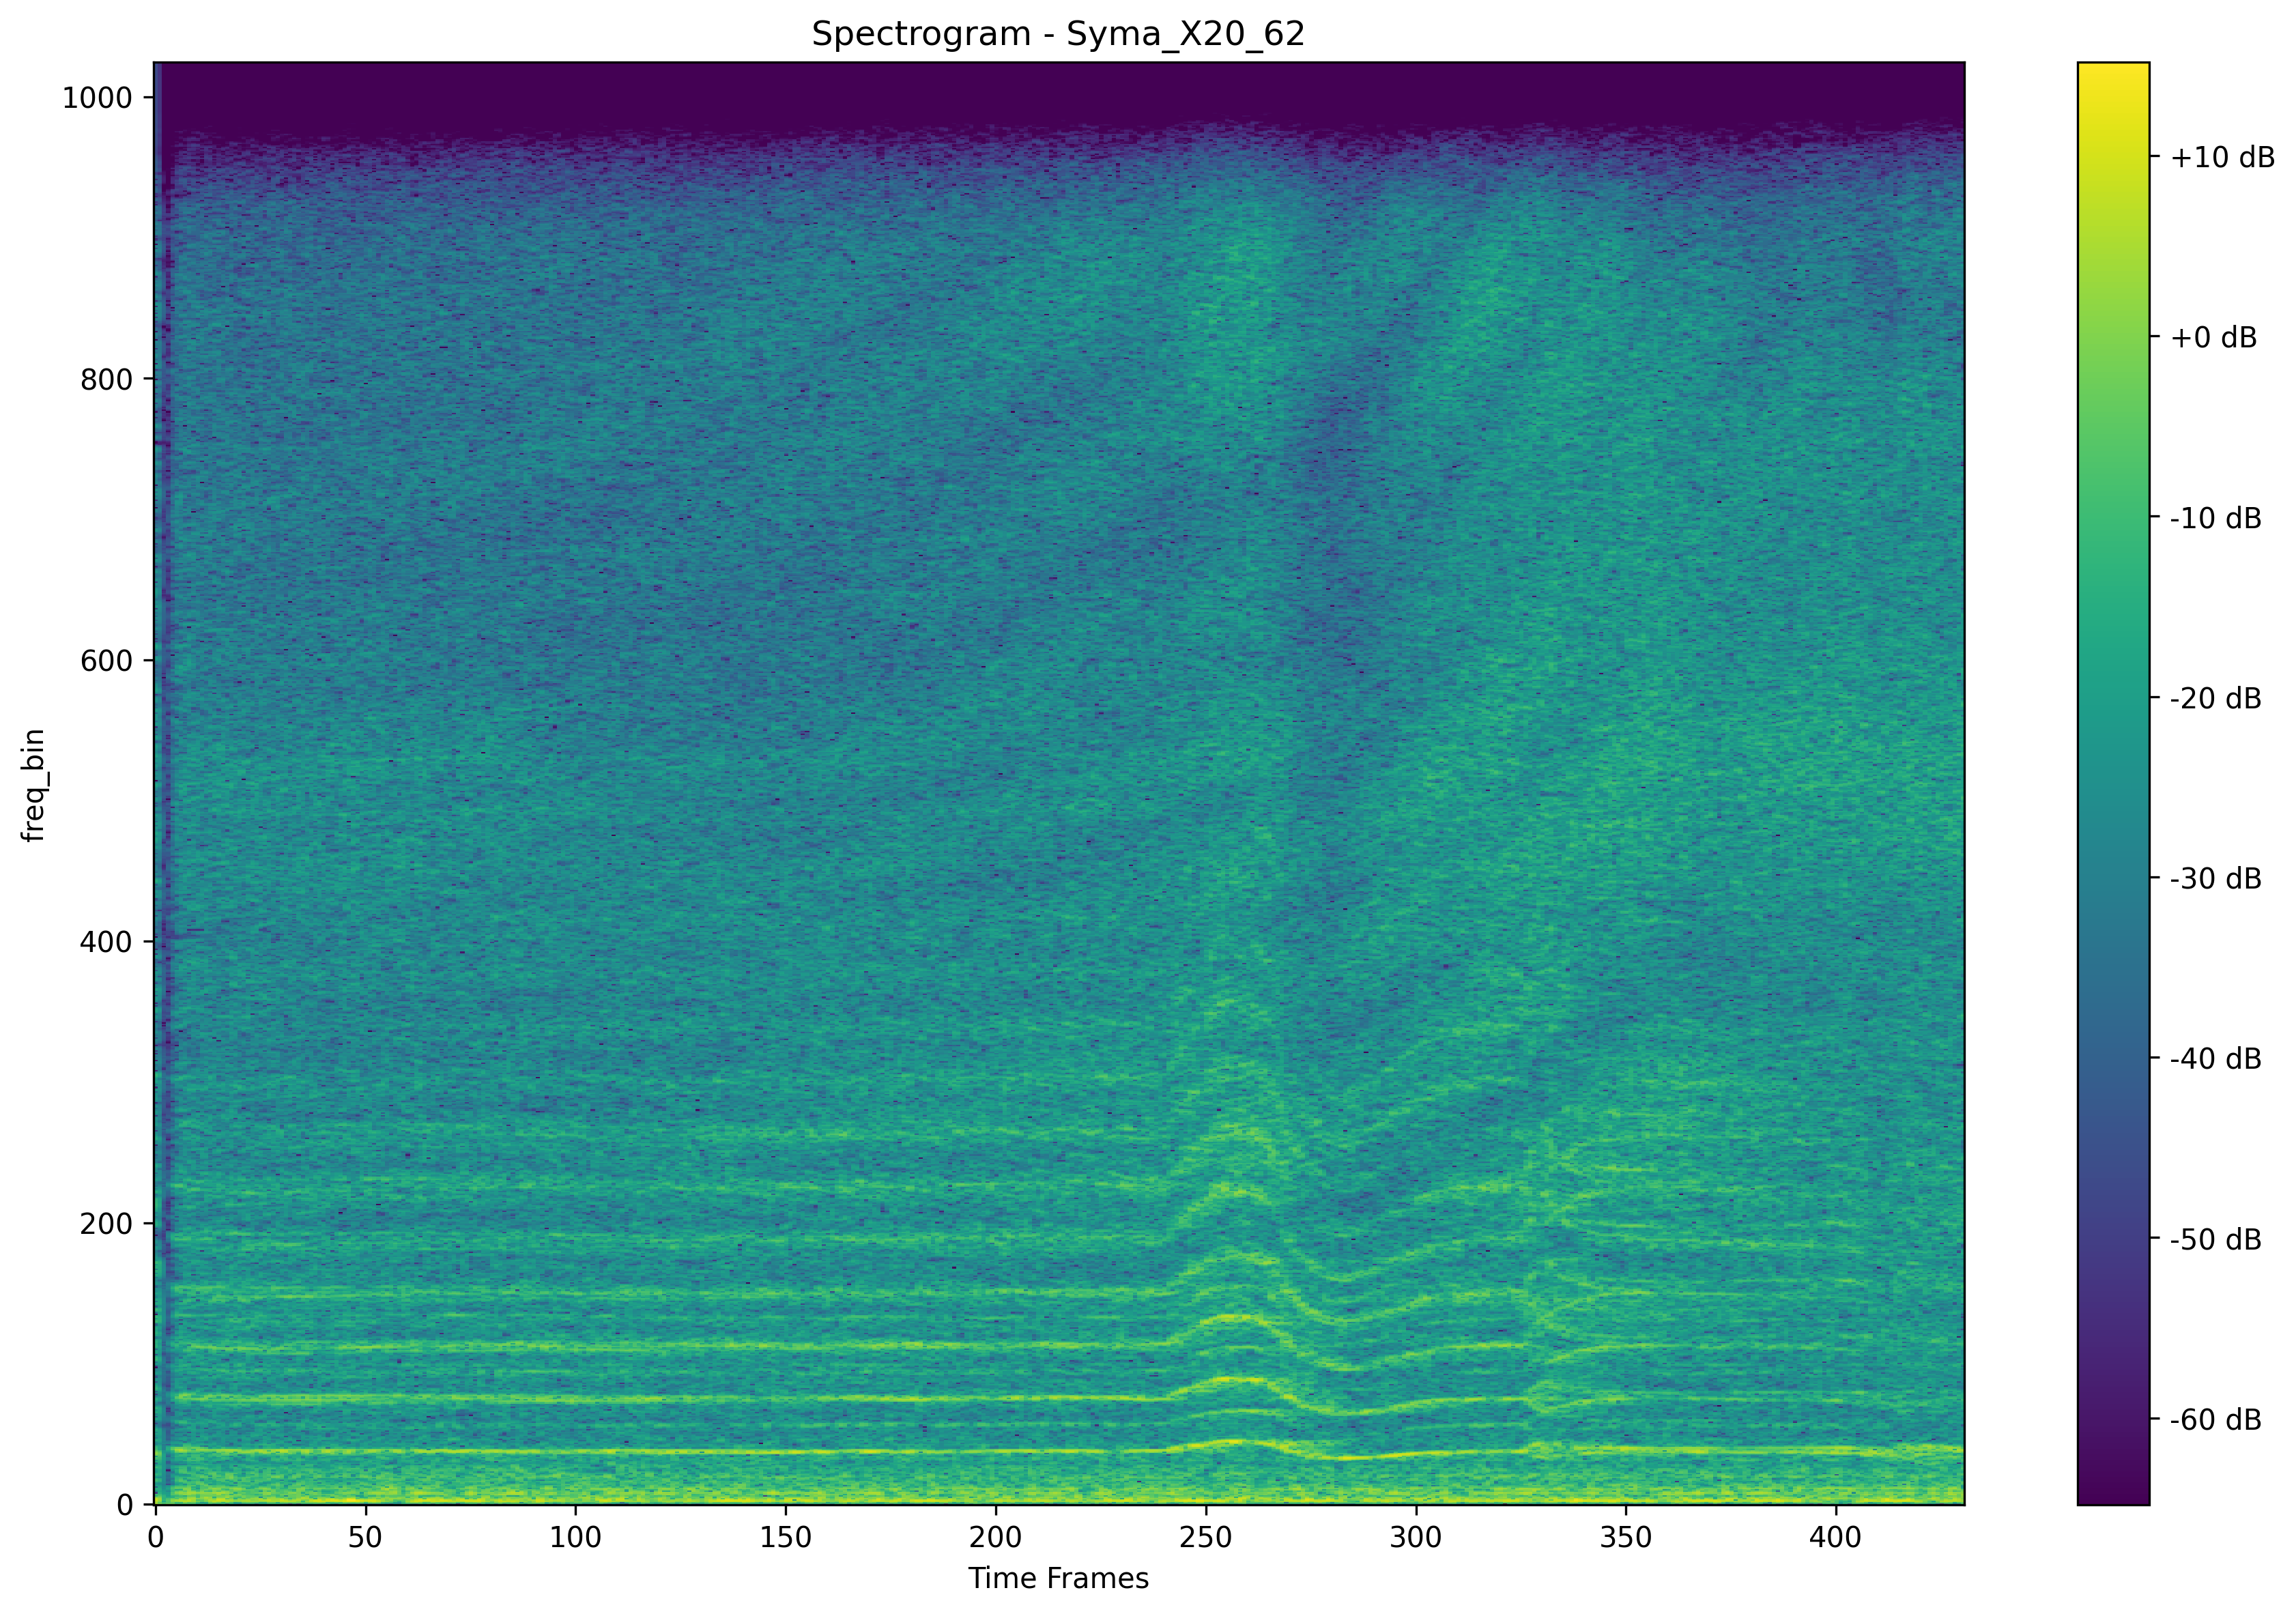 Spectrogram - Syma_X20_62
1000
800
600
400
200
0
freq_bin
0 50 100 150 200 250 300 350 400
Time Frames
+10 dB
+0 dB
-10 dB
-20 dB
-30 dB
-40 dB
-50 dB
-60 dB